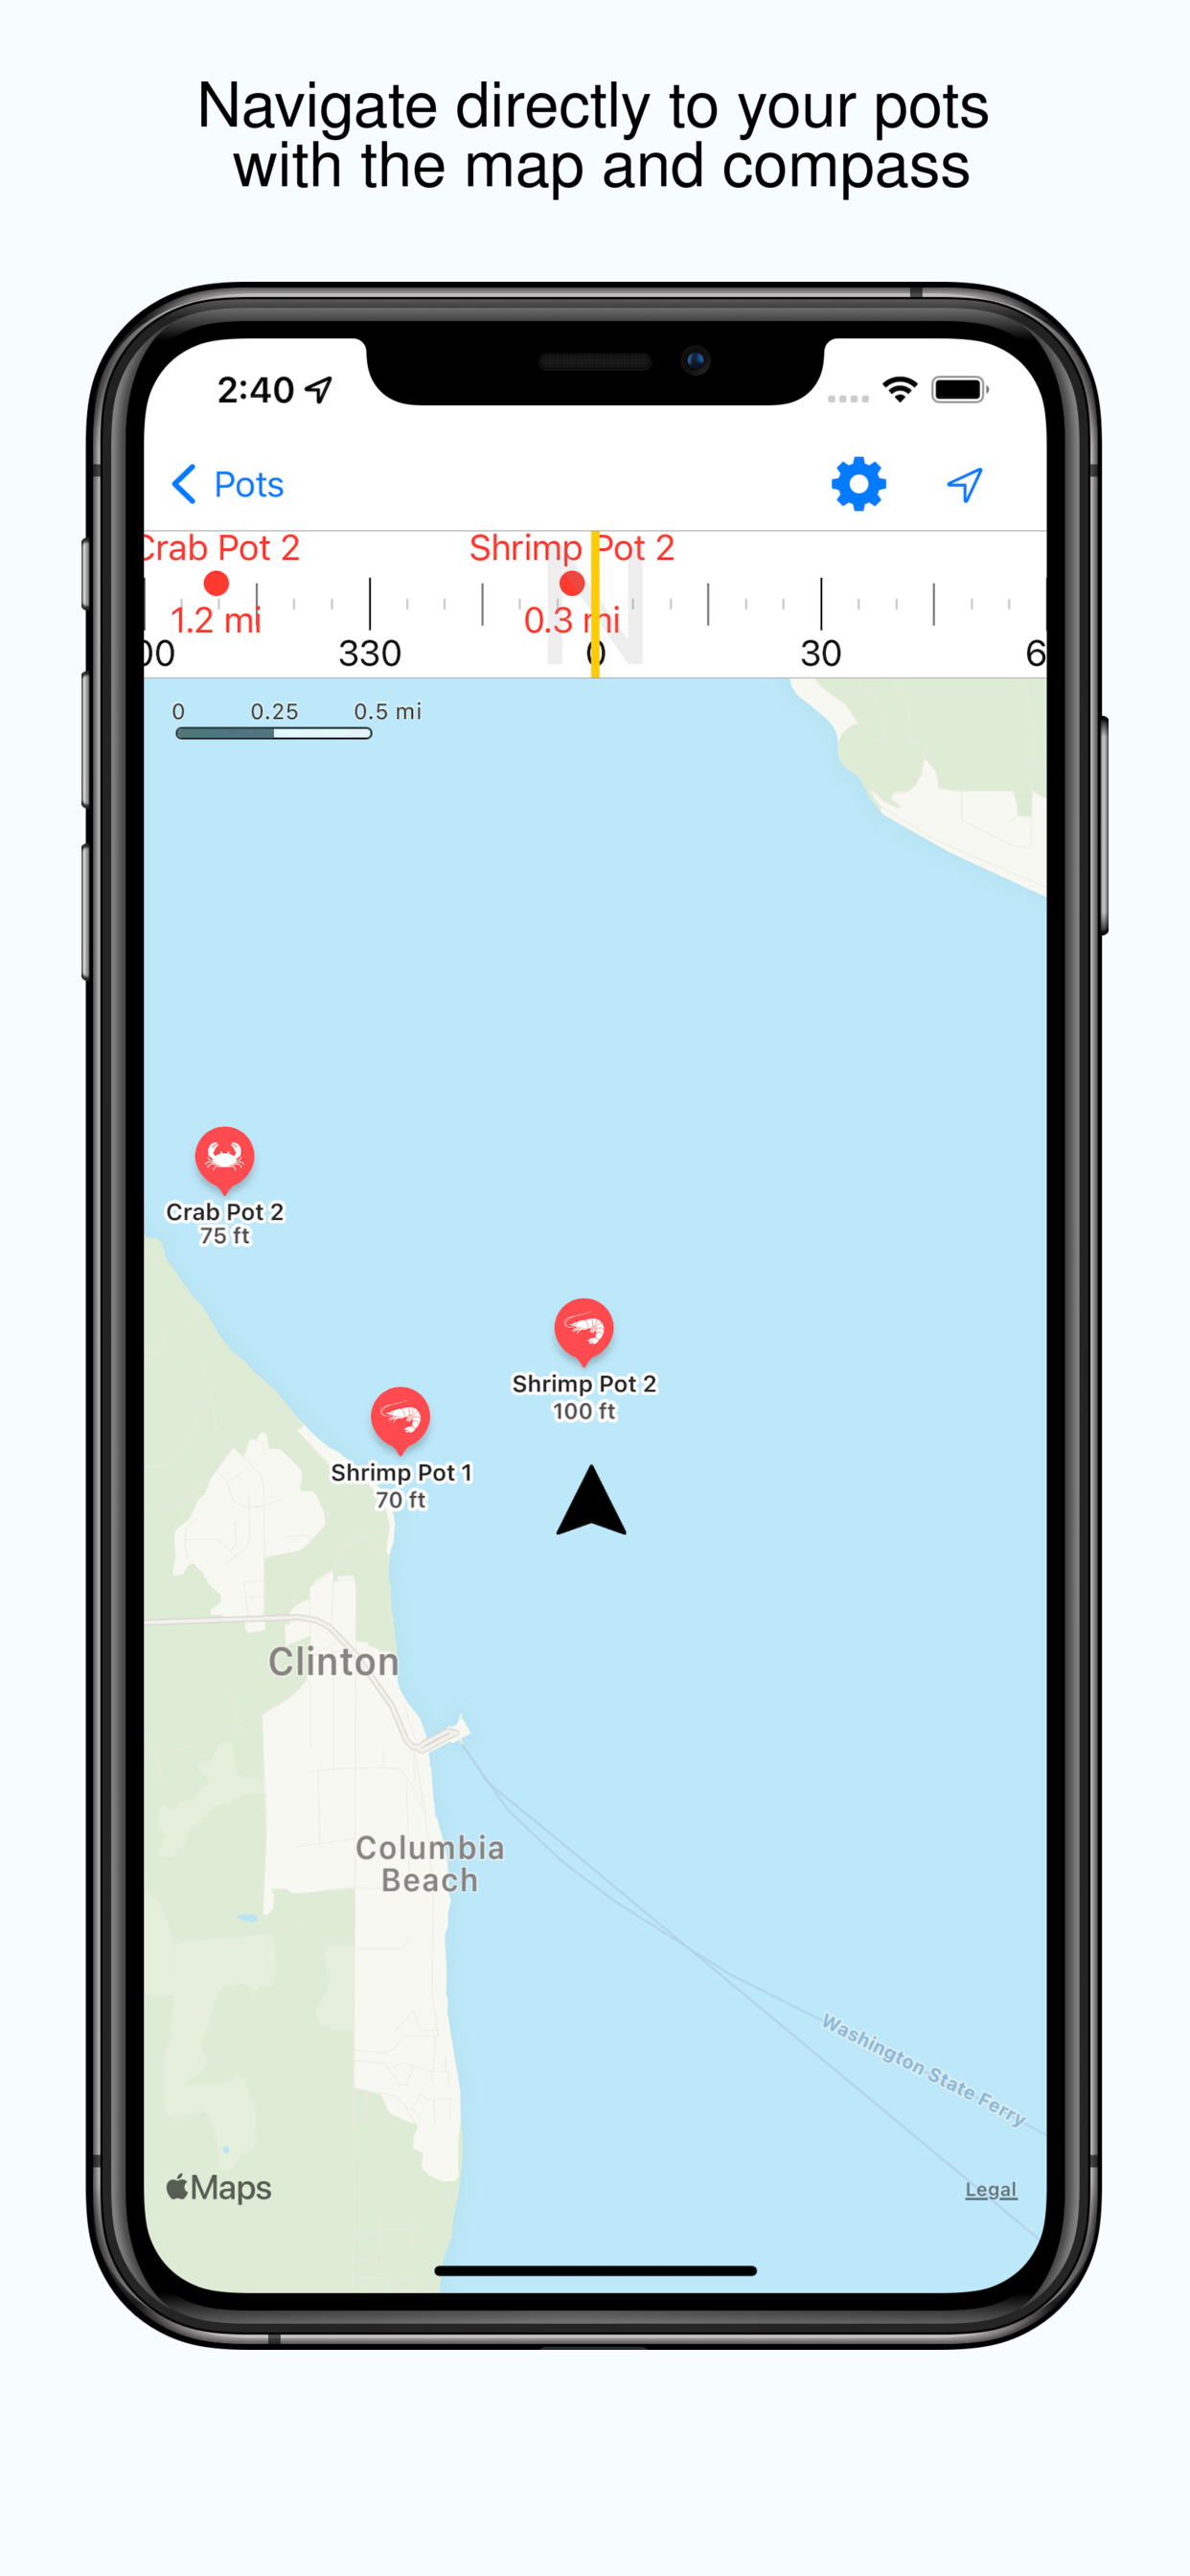 Navigate directly to your pots
with the map and compass
2:40
Pots
Crab Pot 2
Shrimp Pot 2
1.2 mi
0.3 mi
N
00
330
0
30
6
0
0.25
0.5 mi
Crab Pot 2
75 ft
Shrimp Pot 2
100 ft
Shrimp Pot 1
70 ft
Clinton
Columbia
Beach
Washington State Ferry
Maps
Legal